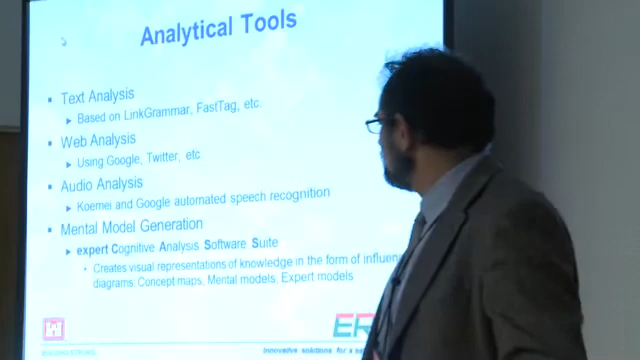 Analytical Tools
Text Analysis
Based on LinkGrammar, FastTag, etc.
Web Analysis
Using Google, Twitter, etc
Audio Analysis
Koemei and Google automated speech recognition
Mental Model Generation
expert Cognitive Analysis Software Suite
Creates visual representations of knowledge in the form of
diagrams: Concept maps, Mental models, Expert models
ER
Innovative solutions for a